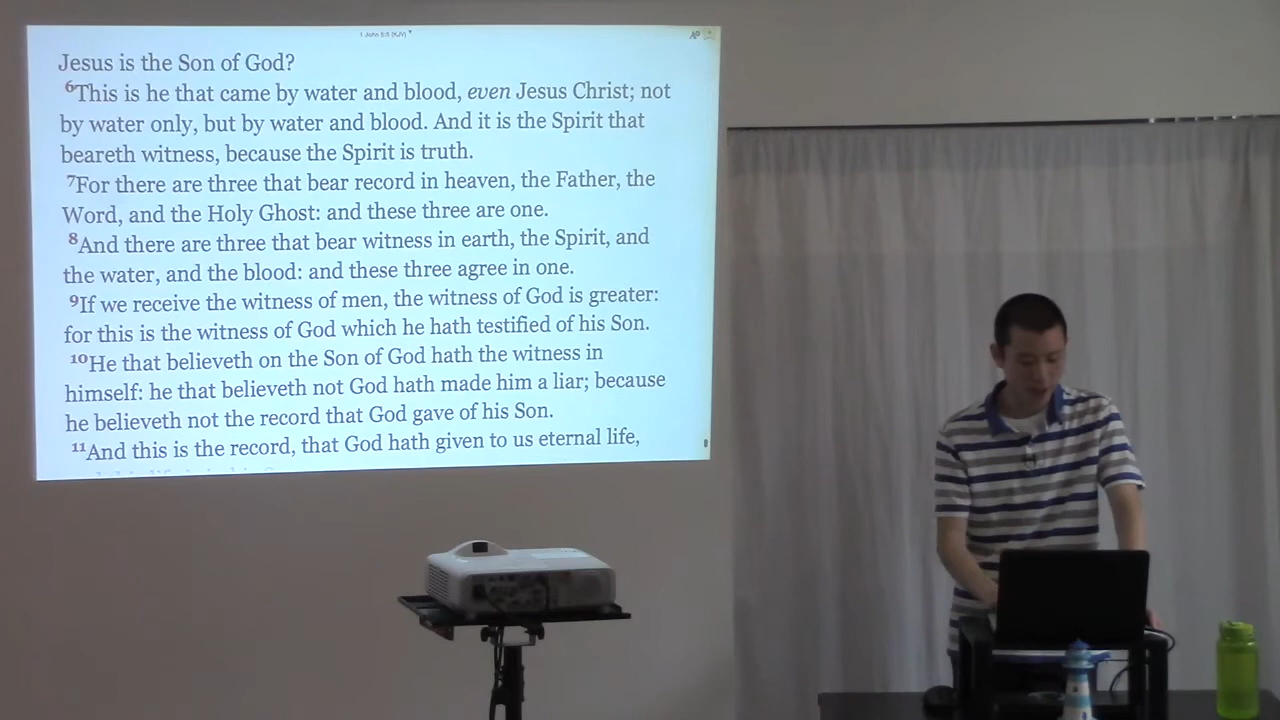 1 John 5:5 (KJV)
Jesus is the Son of God?
6This is he that came by water and blood, even Jesus Christ; not
by water only, but by water and blood. And it is the Spirit that
beareth witness, because the Spirit is truth.
7For there are three that bear record in heaven, the Father, the
Word, and the Holy Ghost: and these three are one.
8And there are three that bear witness in earth, the Spirit, and
the water, and the blood: and these three agree in one.
9If we receive the witness of men, the witness of God is greater:
for this is the witness of God which he hath testified of his Son.
10He that believeth on the Son of God hath the witness in
himself: he that believeth not God hath made him a liar; because
he believeth not the record that God gave of his Son.
11And this is the record, that God hath given to us eternal life,